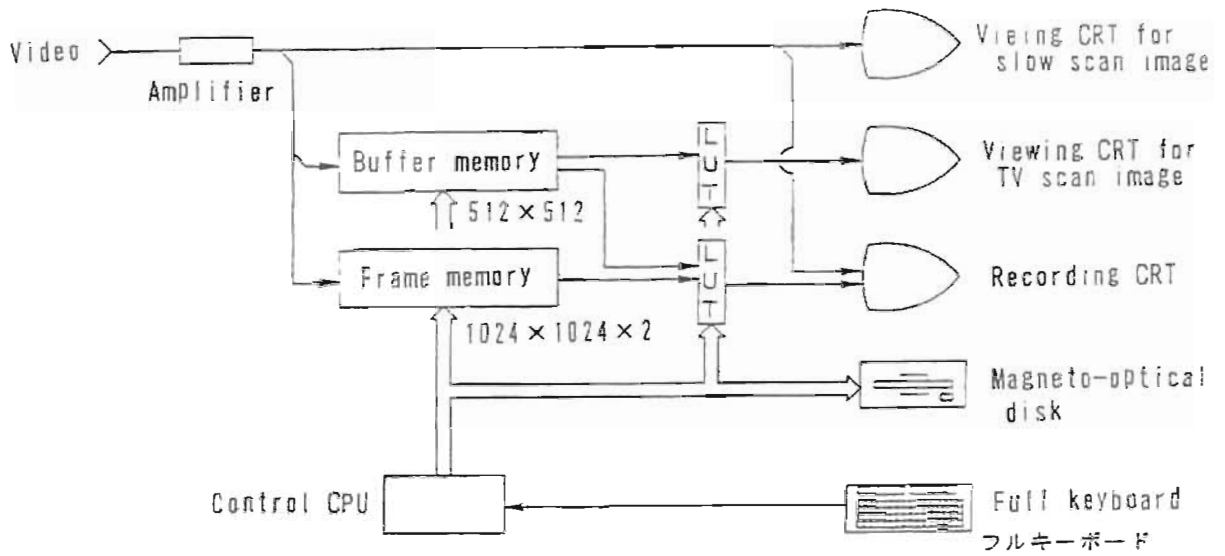 Video
Amplifier
Vieing CRT for
slow scan image
Buffer memory
512×512
LUT
Viewing CRT for
TV scan image
Frame memory
1024×1024×2
LUT
Recording CRT
Magneto-optical
disk
Control CPU
Full keyboard
フルキーボード